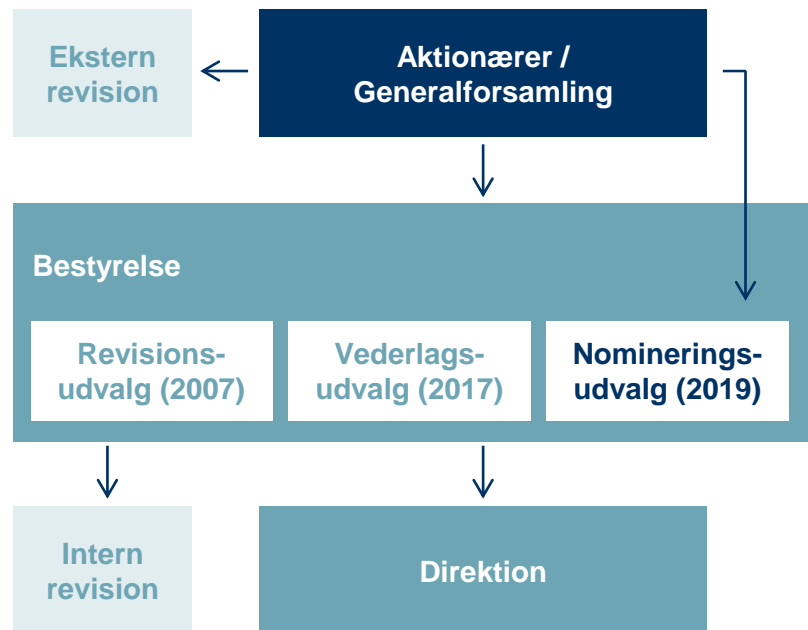 Ekstern
revision
Aktionærer /
Generalforsamling
Bestyrelse
Revisions-
udvalg (2007)
Vederlags-
udvalg (2017)
Nominerings-
udvalg (2019)
Intern
revision
Direktion